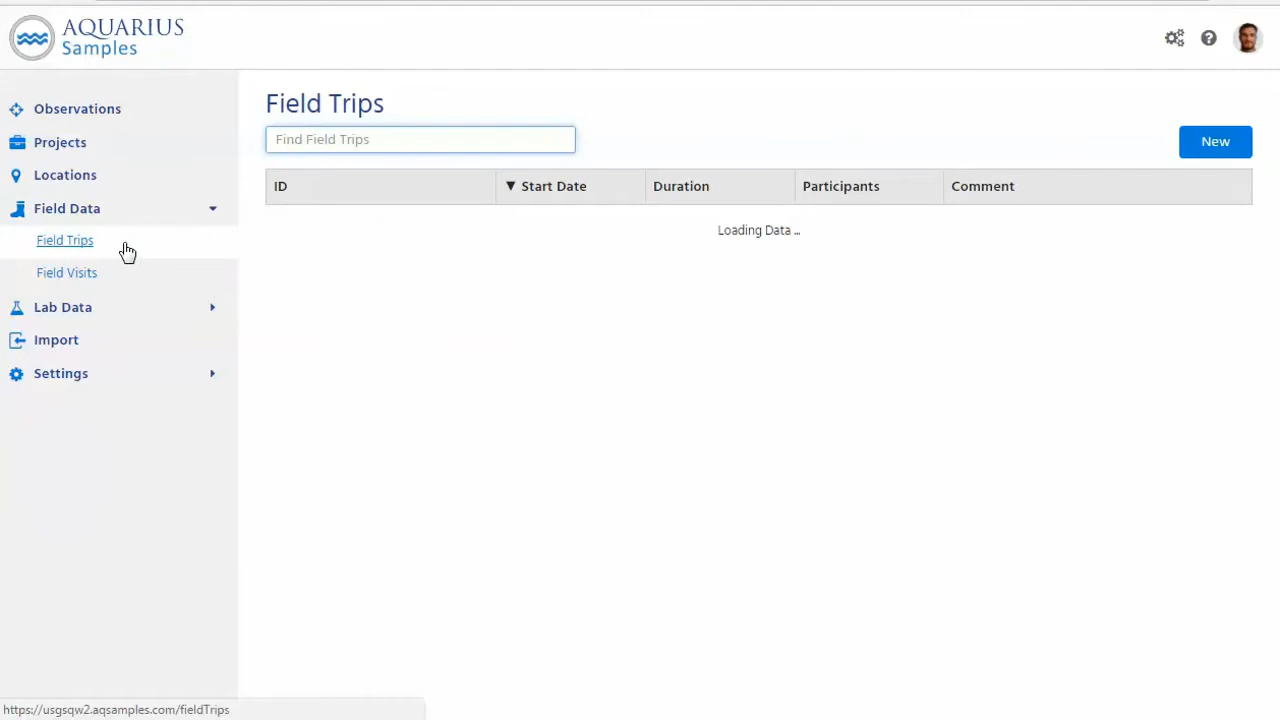 AQUARIUS
Samples
Observations
Projects
Locations
Field Data
Field Trips
Field Visits
Lab Data
Import
Settings
Field Trips
Find Field Trips
New
ID
▼ Start Date
Duration
Participants
Comment
Loading Data ...
https://usgsqw2.aqsamples.com/fieldTrips